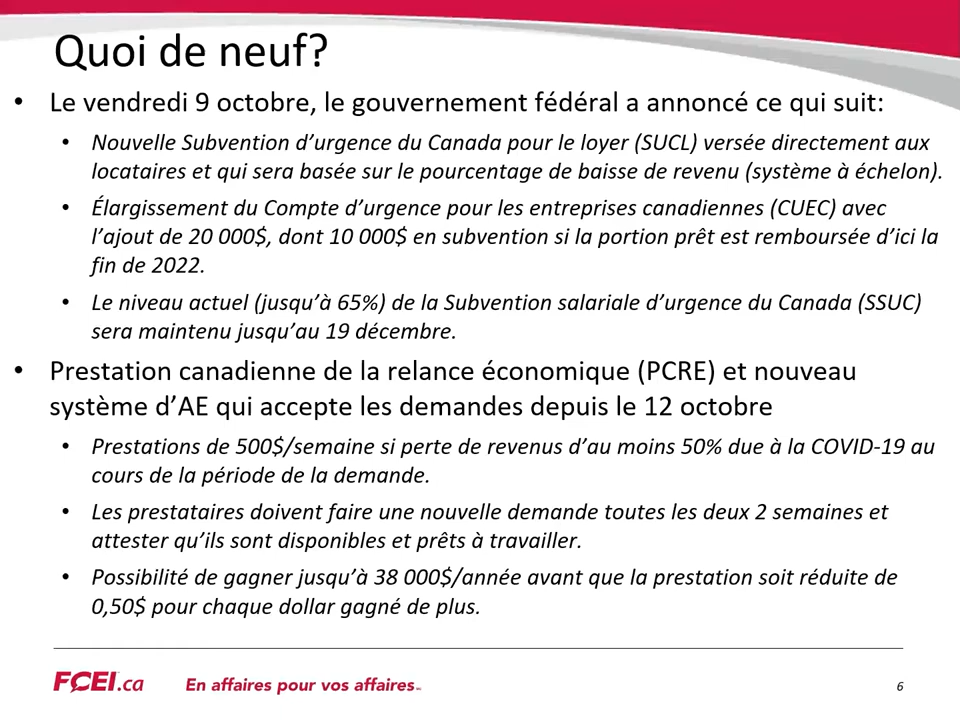 Quoi de neuf?
• Le vendredi 9 octobre, le gouvernement fédéral a annoncé ce qui suit:
• Nouvelle Subvention d’urgence du Canada pour le loyer (SUCL) versée directement aux
locataires et qui sera basée sur le pourcentage de baisse de revenu (système à échelon).
• Élargissement du Compte d’urgence pour les entreprises canadiennes (CUEC) avec
l’ajout de 20 000$, dont 10 000$ en subvention si la portion prêt est remboursée d’ici la
fin de 2022.
• Le niveau actuel (jusqu’à 65%) de la Subvention salariale d’urgence du Canada (SSUC)
sera maintenu jusqu’au 19 décembre.
• Prestation canadienne de la relance économique (PCRE) et nouveau
système d’AE qui accepte les demandes depuis le 12 octobre
• Prestations de 500$/semaine si perte de revenus d’au moins 50% due à la COVID-19 au
cours de la période de la demande.
• Les prestataires doivent faire une nouvelle demande toutes les deux 2 semaines et
attester qu’ils sont disponibles et prêts à travailler.
• Possibilité de gagner jusqu’à 38 000$/année avant que la prestation soit réduite de
0,50$ pour chaque dollar gagné de plus.
FCEI.ca En affaires pour vos affaires. 6